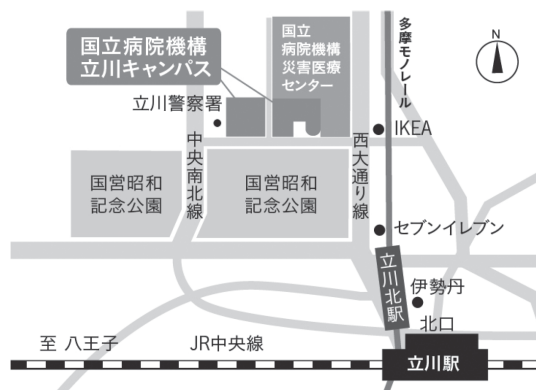 国立病院機構
立川キャンパス
国立
病院機構
災害医療
センター
多摩モノレール
N
立川警察署
IKEA
中央南北線
西大通り線
国営昭和
記念公園
国営昭和
記念公園
セブンイレブン
立川北駅
伊勢丹
北口
至 八王子
JR中央線
立川駅